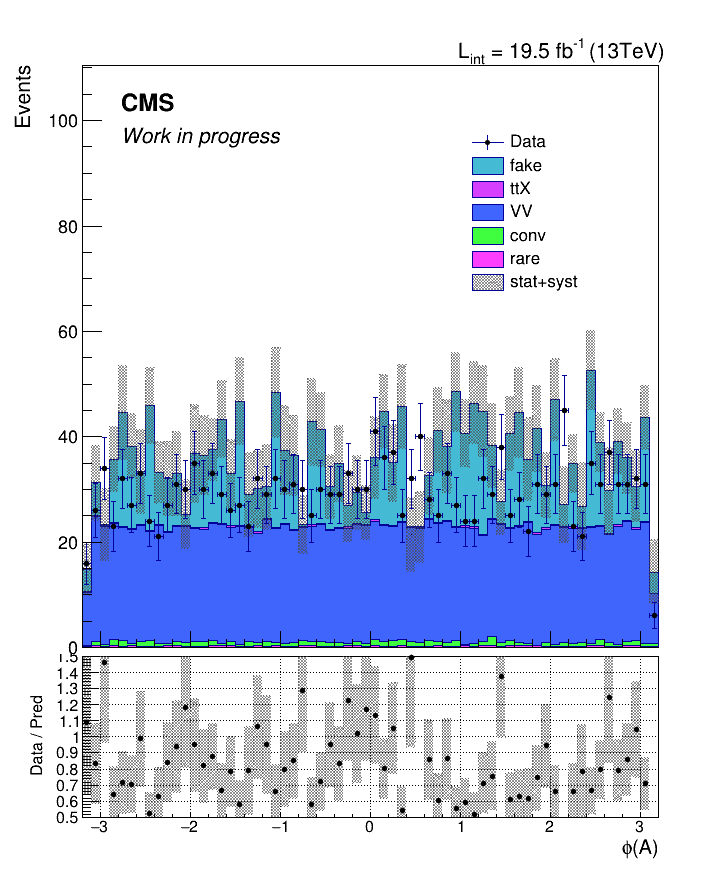 L_int = 19.5 fb^-1 (13TeV)
Events
CMS
Work in progress
Data
fake
ttX
VV
conv
rare
stat+syst
100
80
60
40
20
0
Data / Pred
1.5
1.4
1.3
1.2
1.1
1
0.9
0.8
0.7
0.6
0.5
−3 −2 −1 0 1 2 3
ϕ(A)